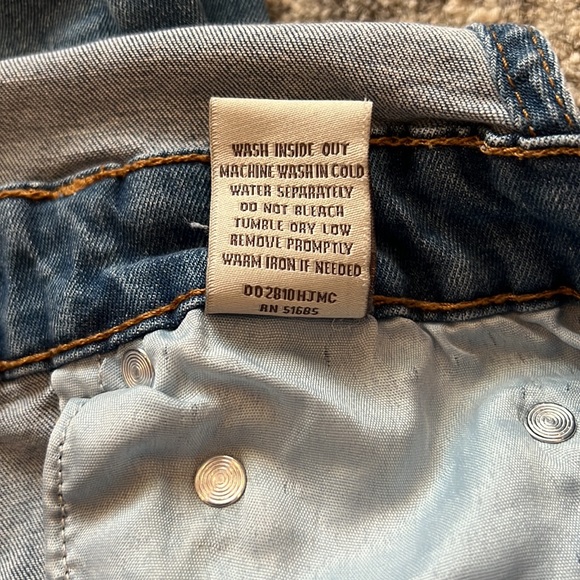 WASH INSIDE OUT
MACHINE WASH IN COLD
WATER SEPARATELY
DO NOT BLEACH
TUMBLE DRY LOW
REMOVE PROMPTLY
WARM IRON IF NEEDED
DD2810HJMC
RN 51685